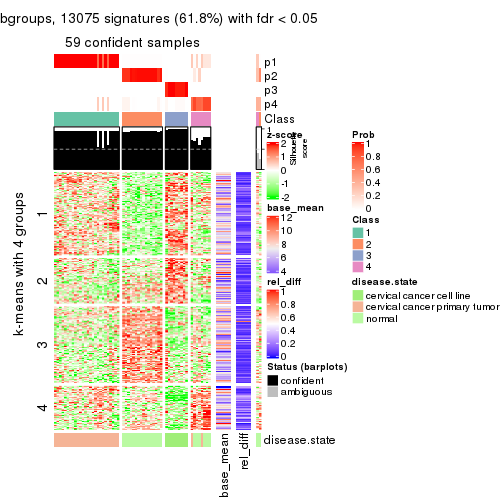 bgroups, 13075 signatures (61.8%) with fdr < 0.05
59 confident samples
p1
p2
p3
p4
Class
1
Silhouette
score
k-means with 4 groups
1
2
3
4
base_mean
rel_diff
disease.state
z-score
2
1
0
-1
-2
base_mean
12
10
8
6
4
rel_diff
1
0.8
0.6
0.4
0.2
0
Status (barplots)
confident
ambiguous
Prob
1
0.8
0.6
0.4
0.2
0
Class
1
2
3
4
disease.state
cervical cancer cell line
cervical cancer primary tumor
normal